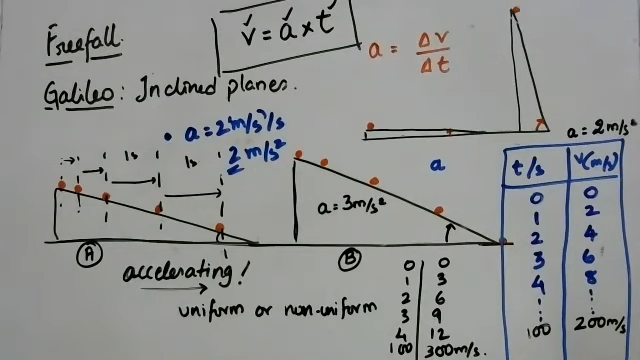 Freefall.
v = a x t
a = Δv / Δt
Galileo: Inclined planes.
• a = 2m/s/s
2 m/s²
1s
1s
a
a = 2m/s²
a = 3m/s²
A
B
accelerating!
uniform or non-uniform
0 0
1 3
2 6
3 9
4 12
100 300m/s
t/s V(m/s)
0 0
1 2
2 4
3 6
4 8
100 200m/s